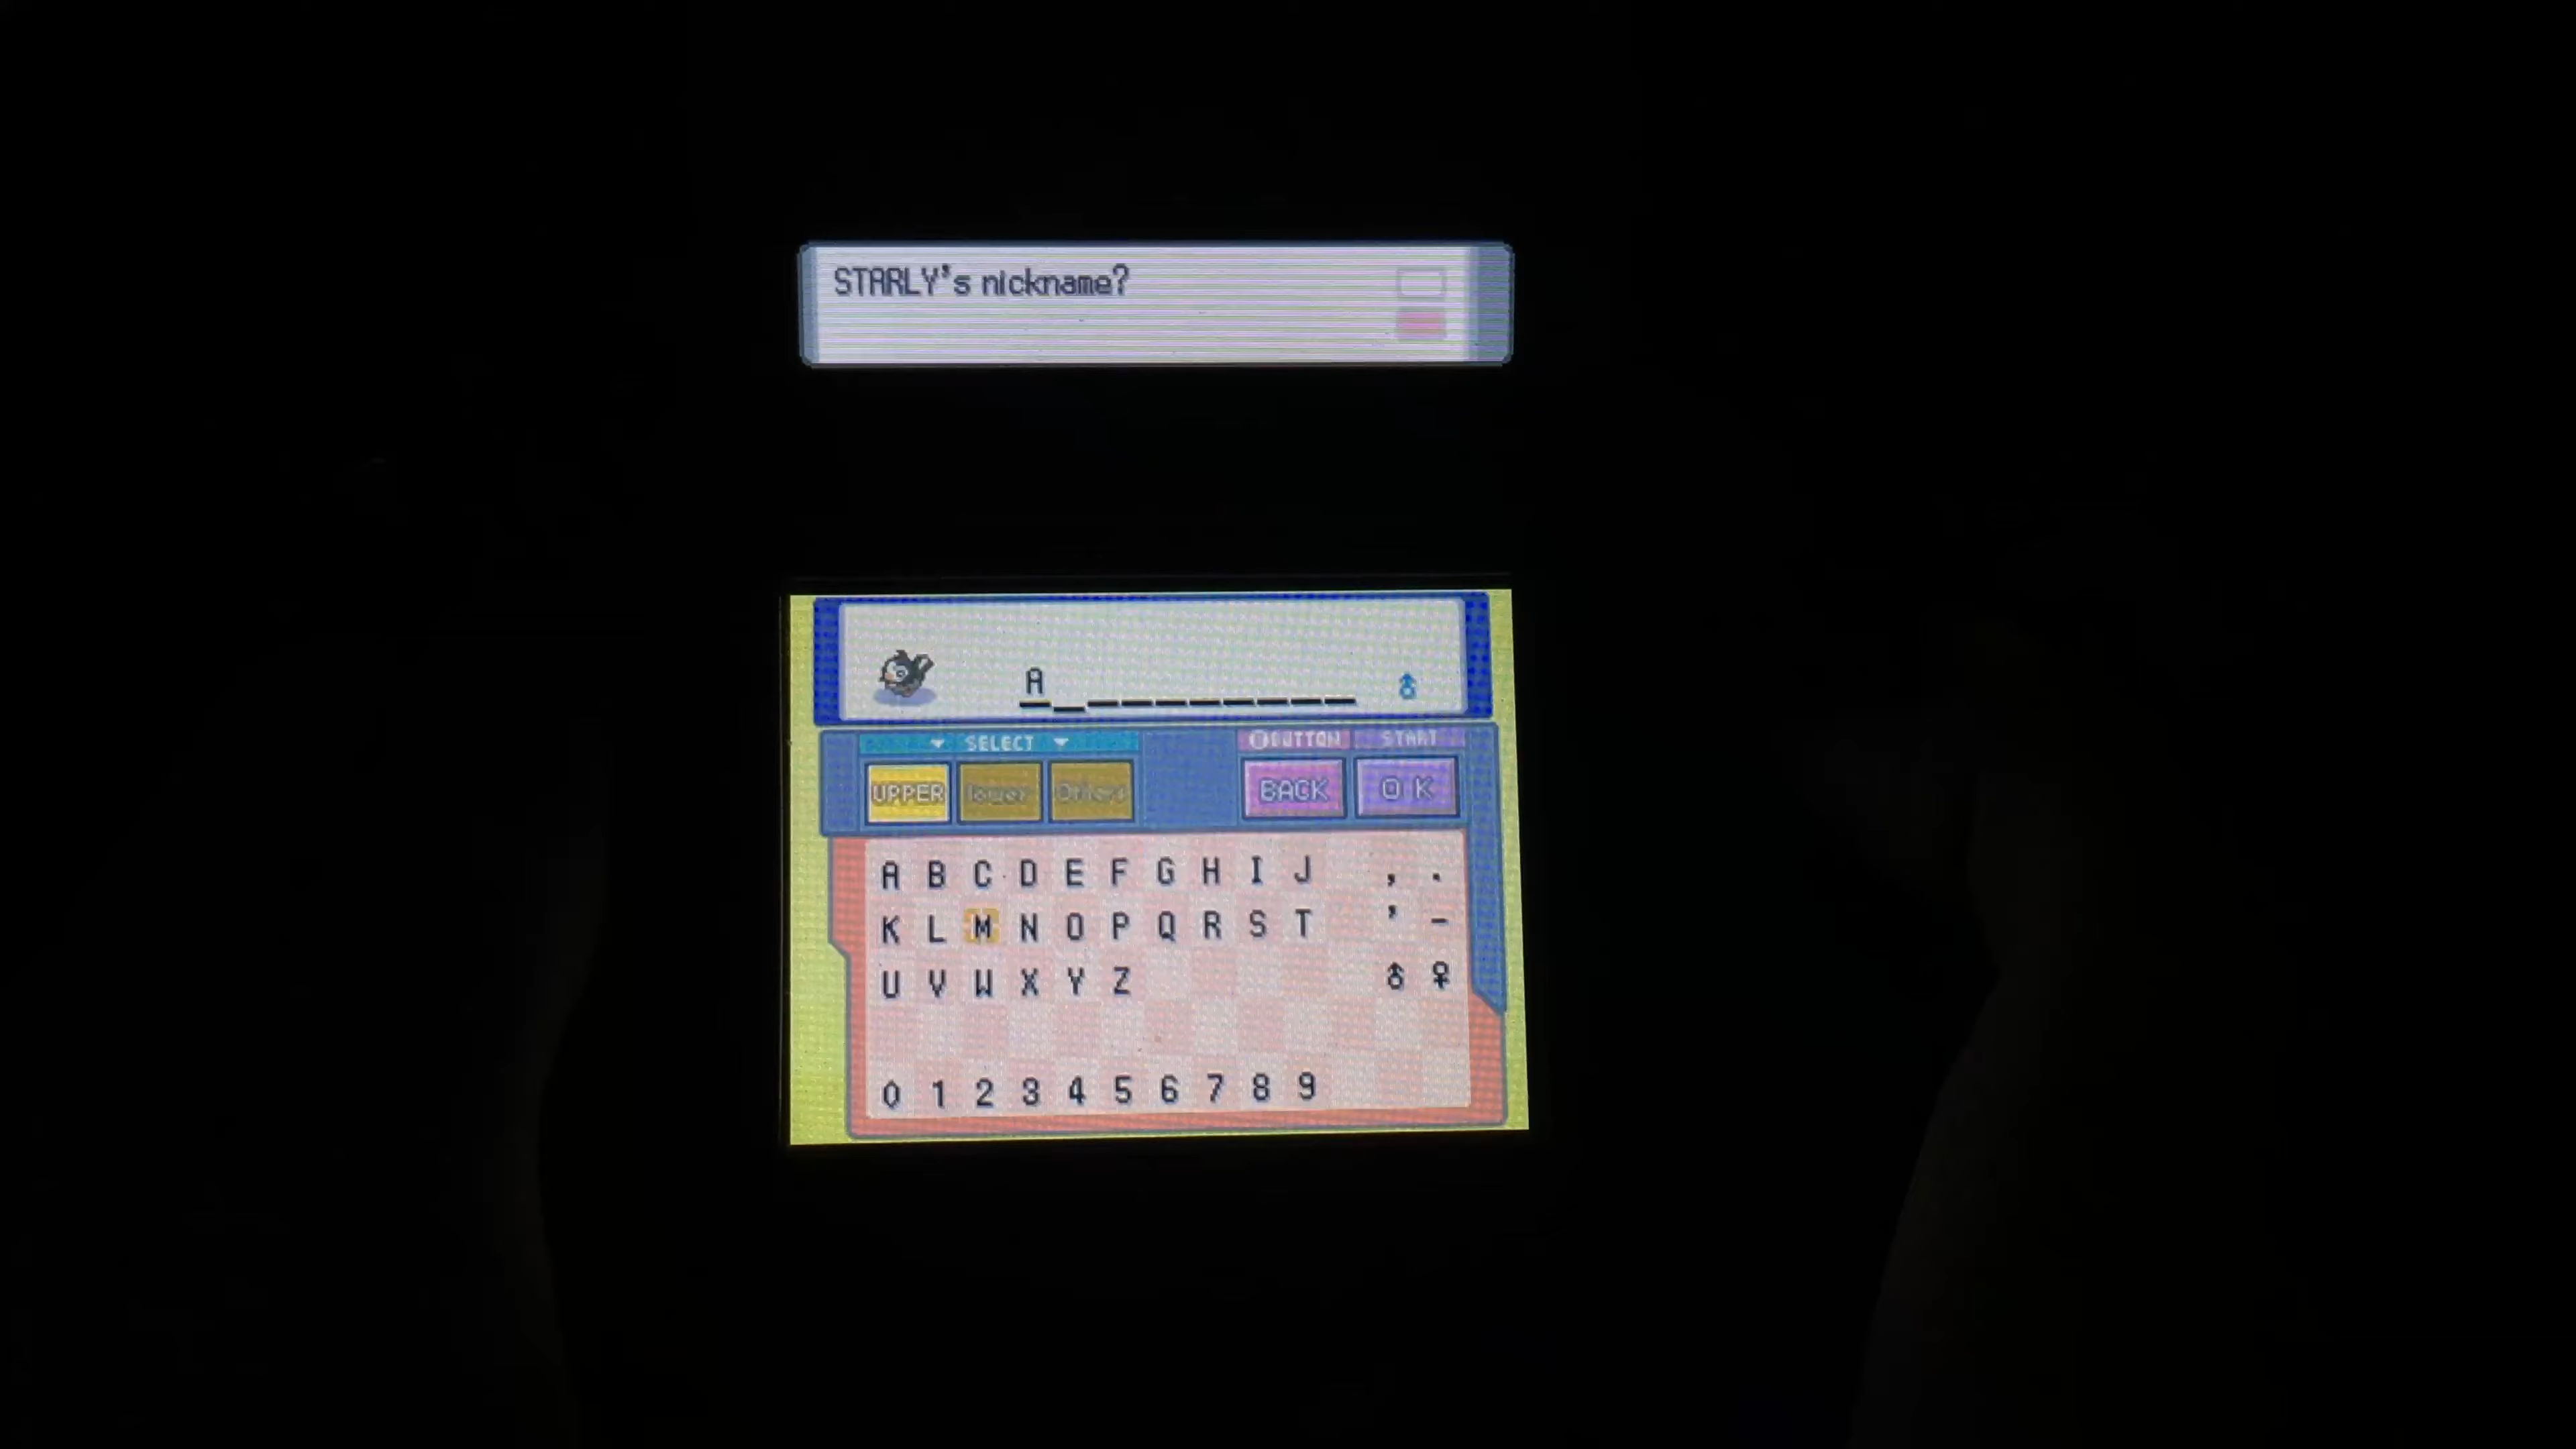 STARLY's nickname?
A
♂
SELECT
BUTTON START
UPPER lower Others BACK OK
A B C D E F G H I J , .
K L M N O P Q R S T ' -
U V W X Y Z ♂ ♀
0 1 2 3 4 5 6 7 8 9